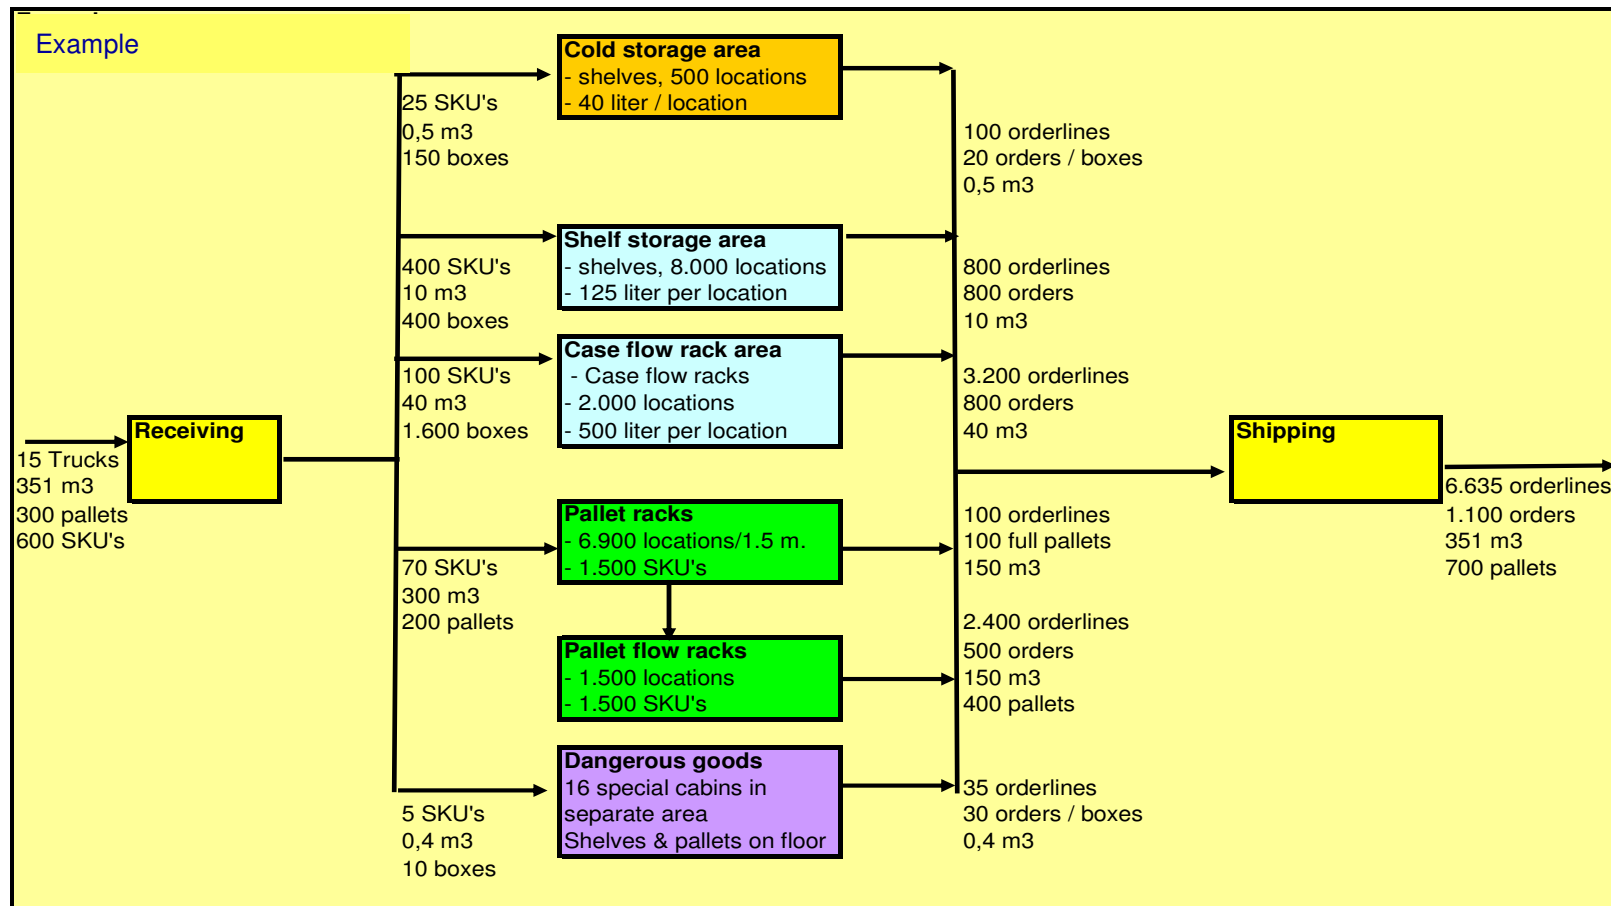 Example
Cold storage area
- shelves, 500 locations
- 40 liter / location
25 SKU's
0,5 m3
150 boxes
100 orderlines
20 orders / boxes
0,5 m3
Shelf storage area
- shelves, 8.000 locations
- 125 liter per location
400 SKU's
10 m3
400 boxes
800 orderlines
800 orders
10 m3
Case flow rack area
- Case flow racks
- 2.000 locations
- 500 liter per location
100 SKU's
40 m3
1.600 boxes
3.200 orderlines
800 orders
40 m3
Receiving
15 Trucks
351 m3
300 pallets
600 SKU's
Shipping
6.635 orderlines
1.100 orders
351 m3
700 pallets
Pallet racks
- 6.900 locations/1.5 m.
- 1.500 SKU's
70 SKU's
300 m3
200 pallets
100 orderlines
100 full pallets
150 m3
Pallet flow racks
- 1.500 locations
- 1.500 SKU's
2.400 orderlines
500 orders
150 m3
400 pallets
Dangerous goods
16 special cabins in
separate area
Shelves & pallets on floor
5 SKU's
0,4 m3
10 boxes
35 orderlines
30 orders / boxes
0,4 m3